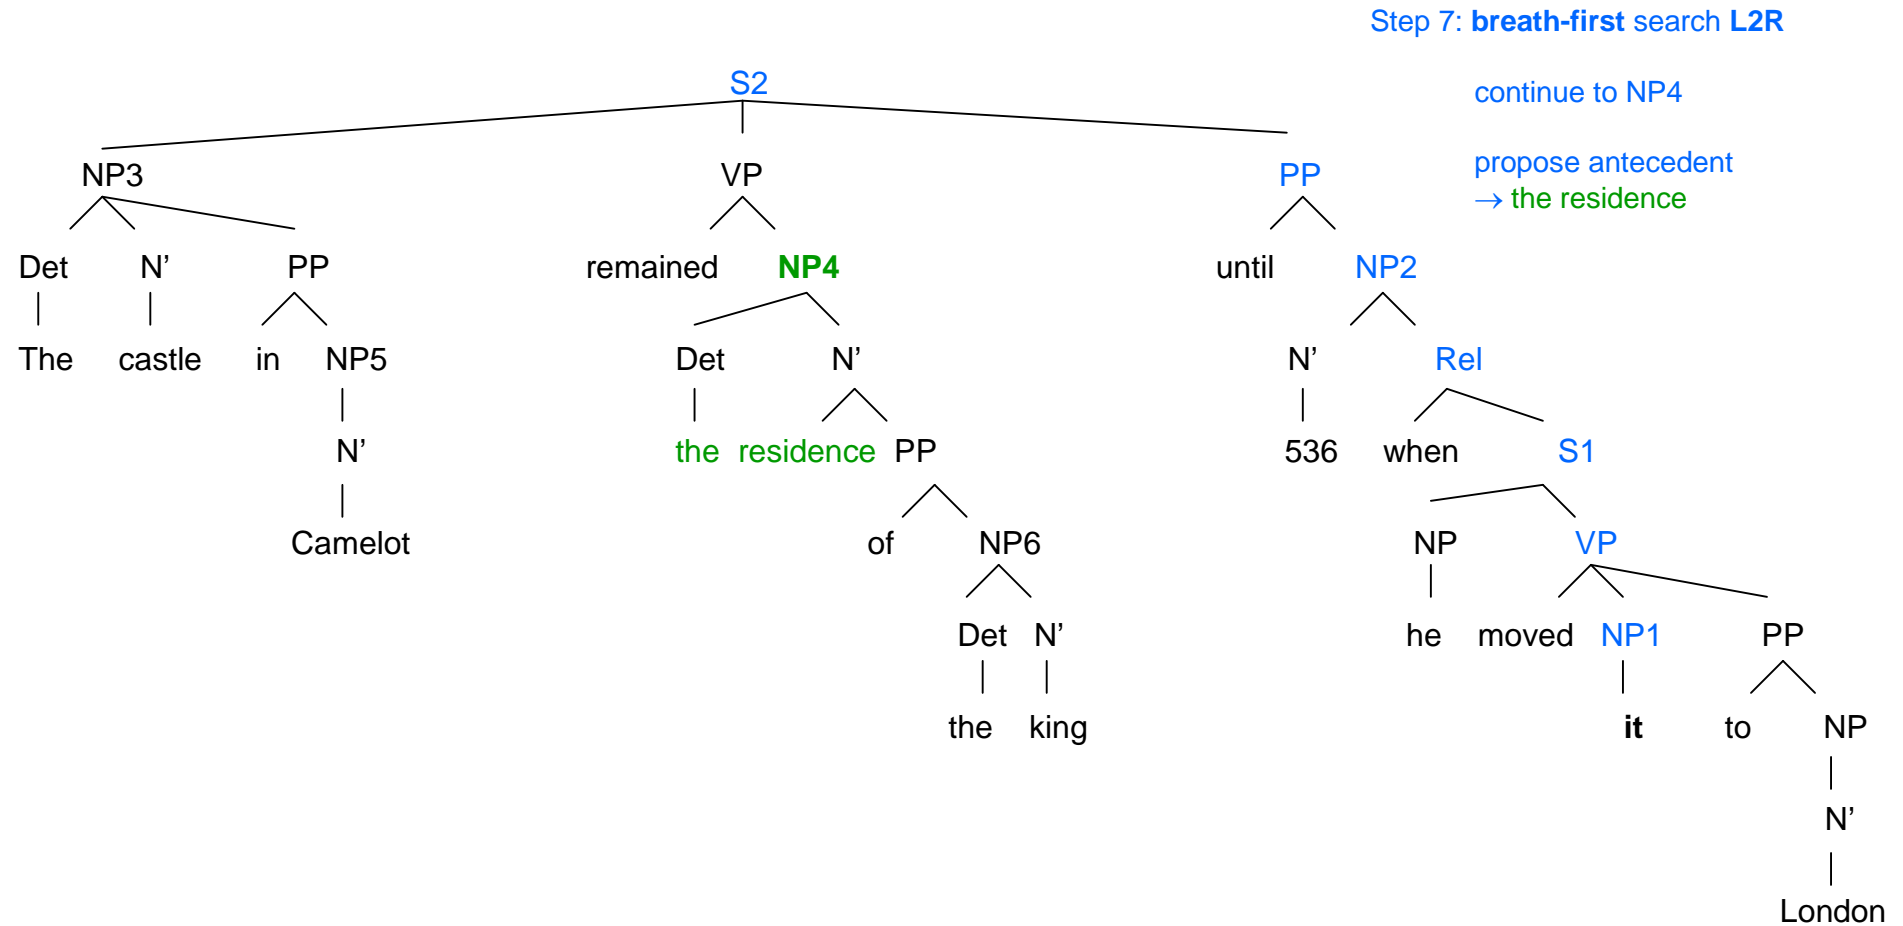 Step 7: breath-first search L2R
S2
continue to NP4
NP3 VP PP
propose antecedent
→ the residence
Det N’ PP remained NP4 until NP2
The castle in NP5 Det N’ N’ Rel
N’ the residence PP 536 when S1
Camelot of NP6 NP VP
Det N’ he moved NP1 PP
the king it to NP
N’
London